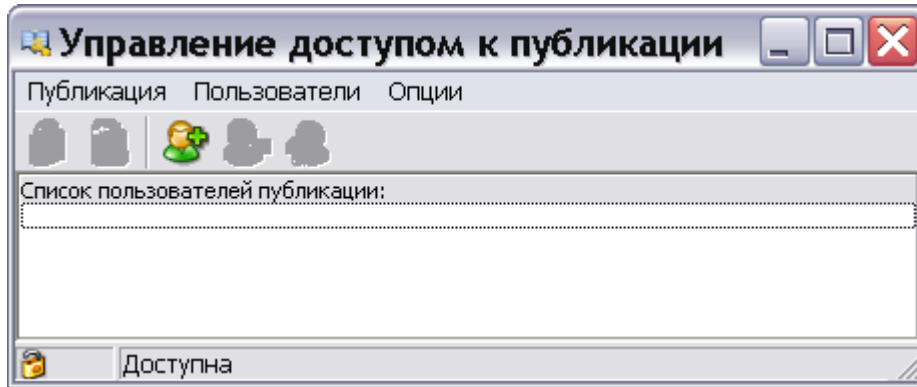 Управление доступом к публикации
Публикация Пользователи Опции
Список пользователей публикации:
Доступна